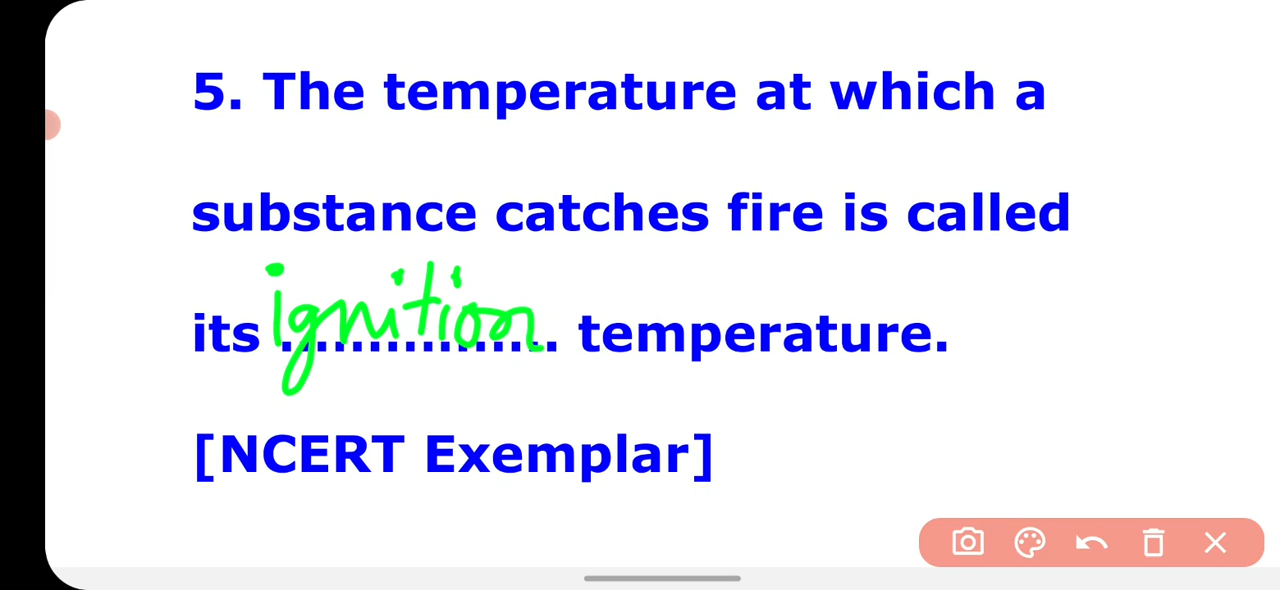 5. The temperature at which a
substance catches fire is called
its ignition temperature.
[NCERT Exemplar]